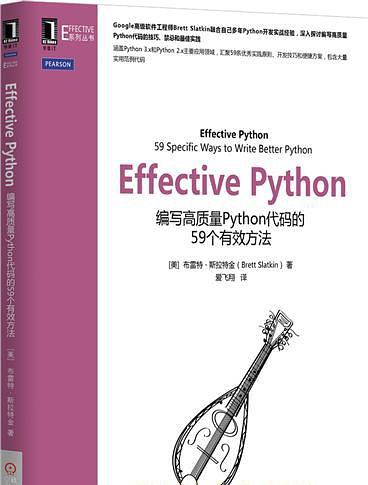 华章IT
EFFECTIVE
系列丛书
PEARSON
Google高级软件工程师Brett Slatkin融合自己多年Python开发实战经验，深入探讨编写高质量
Python代码的技巧、禁忌和最佳实践
涵盖Python 3.x和Python 2.x主要应用领域，汇聚59条优秀实践原则、开发技巧和便捷方案，包含大量
实用范例代码
Effective Python
59 Specific Ways to Write Better Python
Effective Python
编写高质量Python代码的
59个有效方法
[美] 布雷特·斯拉特金（Brett Slatkin）著
爱飞翔 译
Effective Python 编写高质量Python代码的59个有效方法
[美] 布雷特·斯拉特金 著